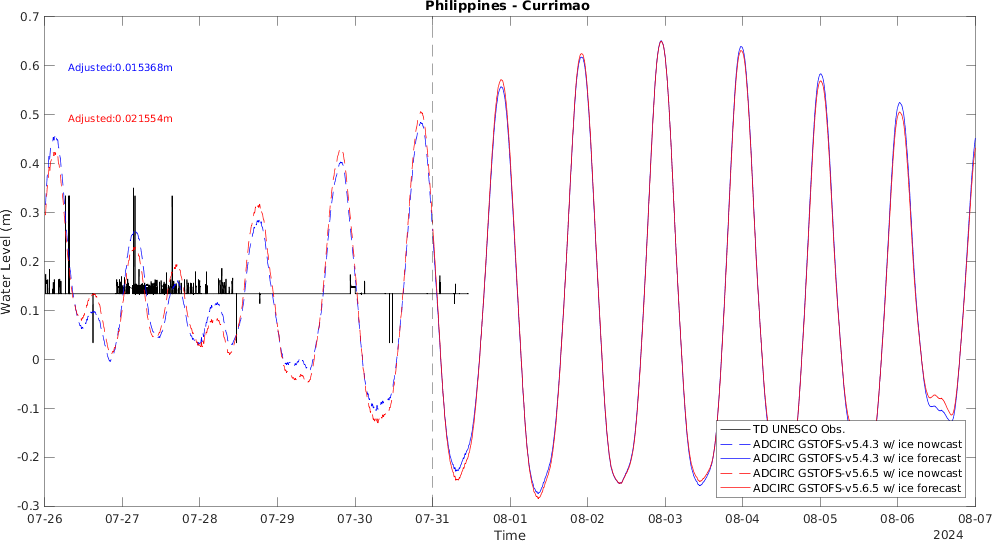 Philippines - Currimao
0.7
0.6
0.5
0.4
0.3
0.2
0.1
0
-0.1
-0.2
-0.3
Water Level (m)
Adjusted:0.015368m
Adjusted:0.021554m
TD UNESCO Obs.
ADCIRC GSTOFS-v5.4.3 w/ ice nowcast
ADCIRC GSTOFS-v5.4.3 w/ ice forecast
ADCIRC GSTOFS-v5.6.5 w/ ice nowcast
ADCIRC GSTOFS-v5.6.5 w/ ice forecast
07-26 07-27 07-28 07-29 07-30 07-31 08-01 08-02 08-03 08-04 08-05 08-06 08-07
Time
2024